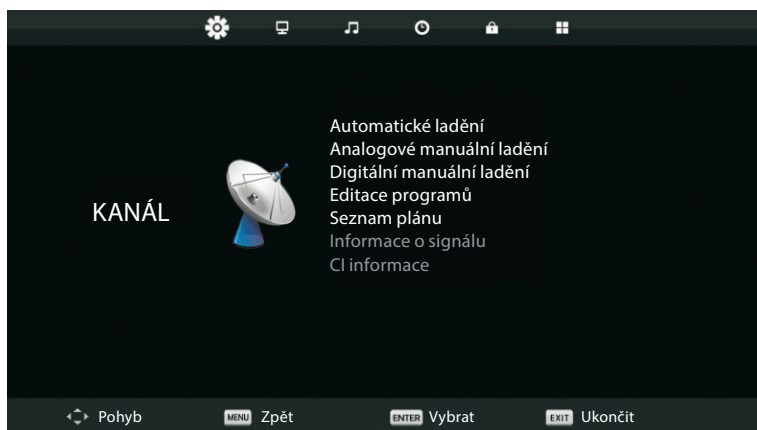 Automatické ladění
Analogové manuální ladění
Digitální manuální ladění
Editace programů
Seznam plánu
Informace o signálu
CI informace
KANÁL
Pohyb MENU Zpět ENTER Vybrat EXIT Ukončit